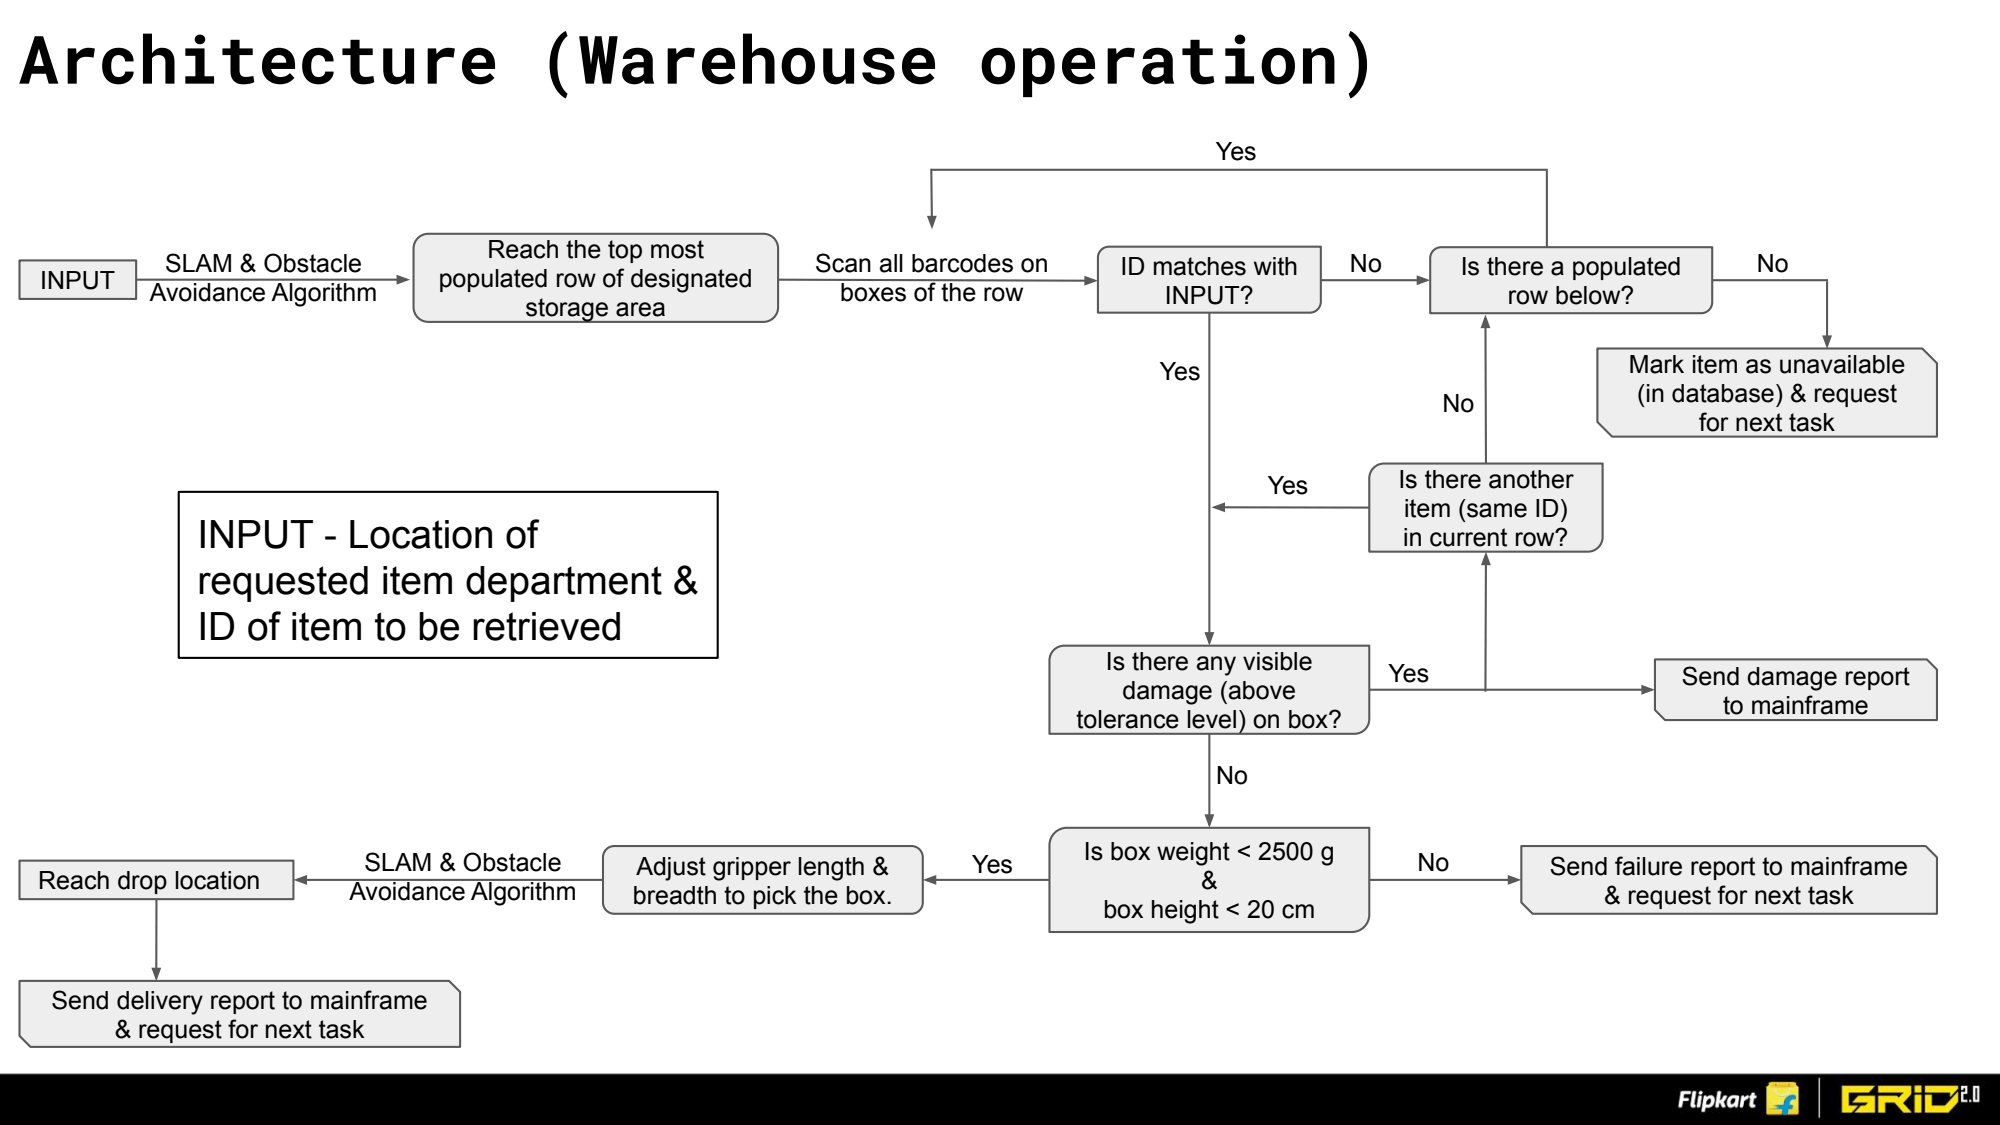 Architecture (Warehouse operation)
Yes
INPUT
SLAM & Obstacle
Avoidance Algorithm
Reach the top most
populated row of designated
storage area
Scan all barcodes on
boxes of the row
ID matches with
INPUT?
No
Is there a populated
row below?
No
Mark item as unavailable
(in database) & request
for next task
Yes
No
Is there another
item (same ID)
in current row?
Yes
INPUT - Location of
requested item department &
ID of item to be retrieved
Is there any visible
damage (above
tolerance level) on box?
Yes
Send damage report
to mainframe
No
Is box weight < 2500 g
&
box height < 20 cm
No
Send failure report to mainframe
& request for next task
Yes
Adjust gripper length &
breadth to pick the box.
SLAM & Obstacle
Avoidance Algorithm
Reach drop location
Send delivery report to mainframe
& request for next task
Flipkart
GRiD 2.0